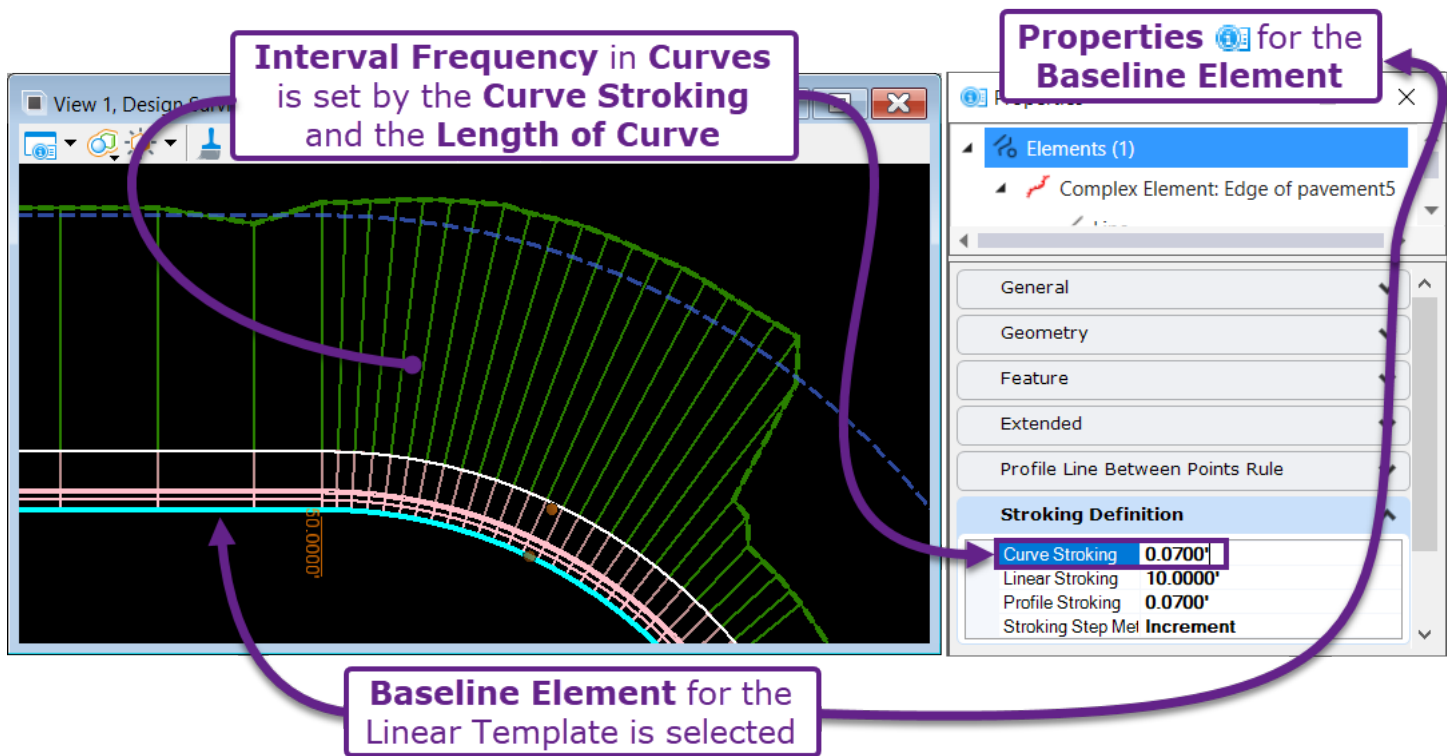 Interval Frequency in Curves
is set by the Curve Stroking
and the Length of Curve
Properties for the
Baseline Element
View 1, Design
Elements (1)
Complex Element: Edge of pavement5
General
Geometry
Feature
Extended
Profile Line Between Points Rule
Stroking Definition
Curve Stroking 0.0700'
Linear Stroking 10.0000'
Profile Stroking 0.0700'
Stroking Step Met Increment
50.0000'
Baseline Element for the
Linear Template is selected